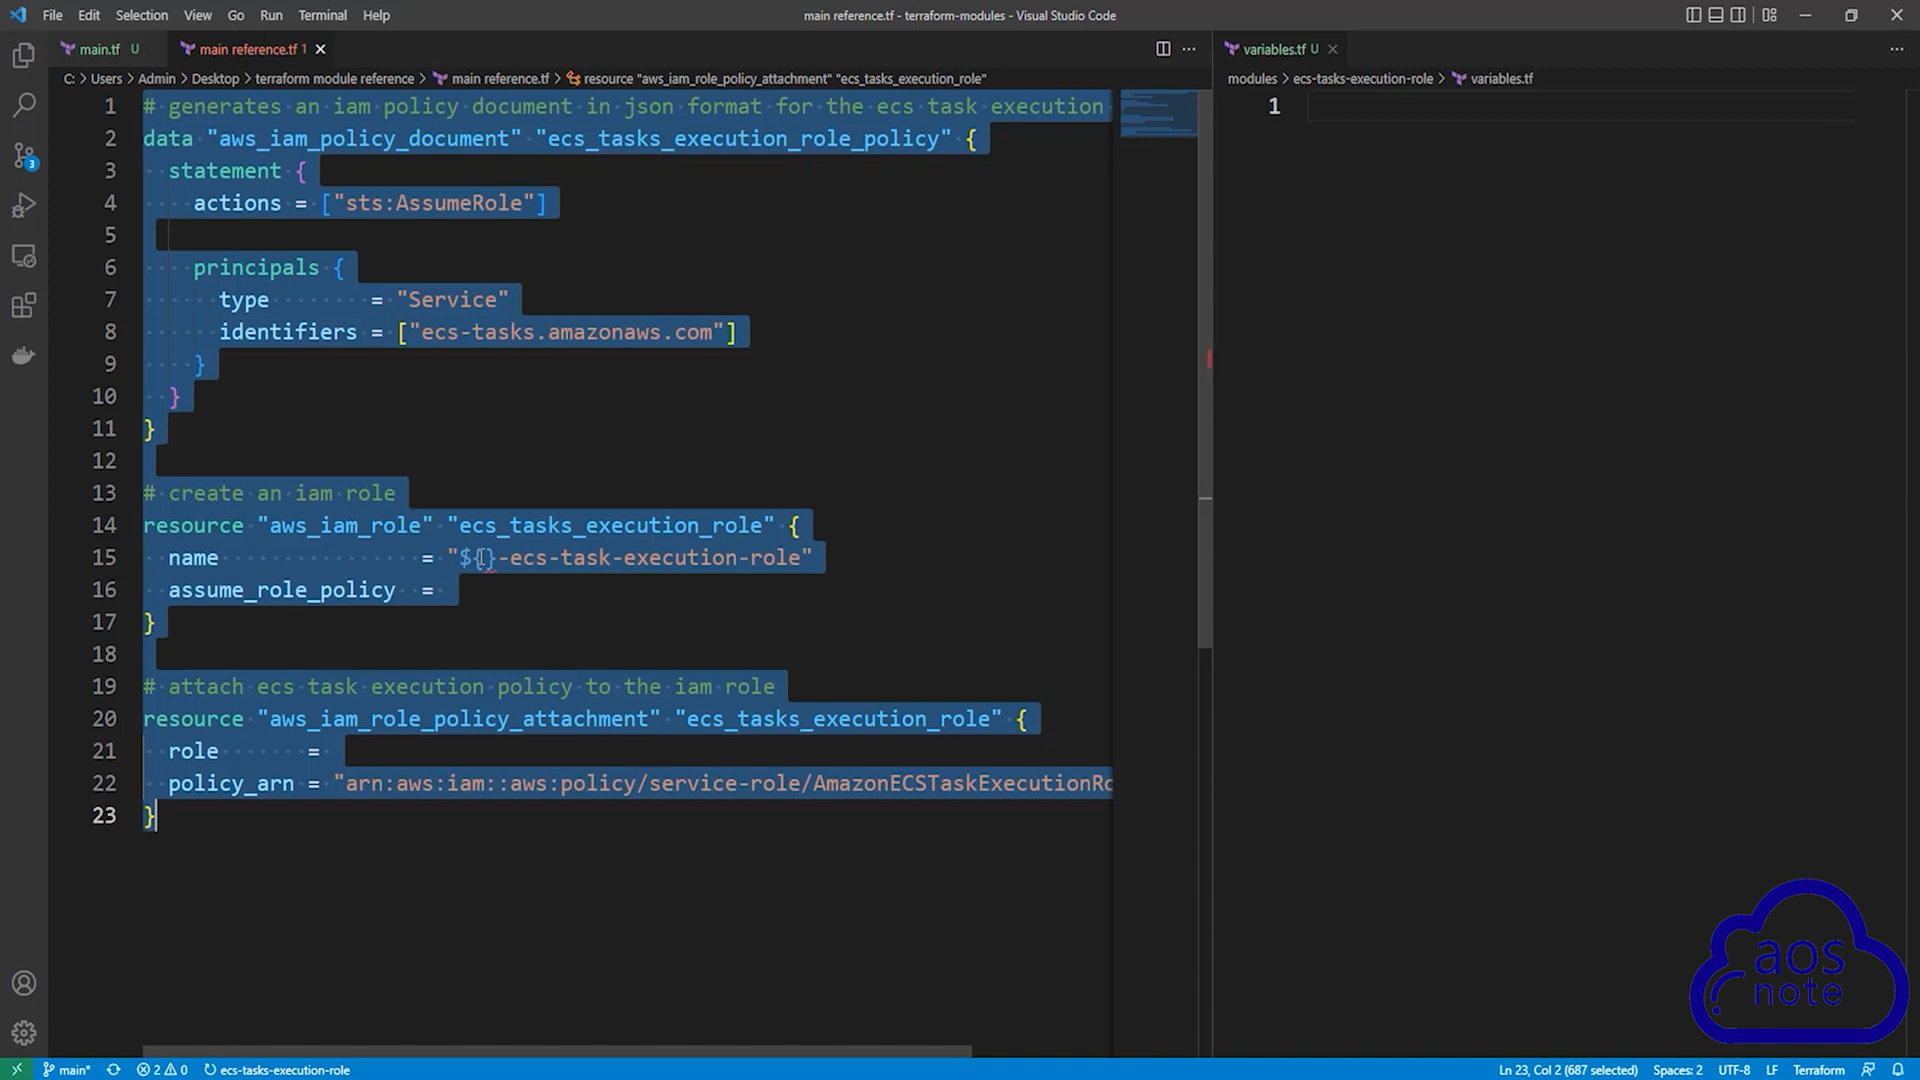 File Edit Selection View Go Run Terminal Help
main reference.tf - terraform-modules - Visual Studio Code
main.tf U
main reference.tf 1
variables.tf U
C: > Users > Admin > Desktop > terraform module reference > main reference.tf > resource "aws_iam_role_policy_attachment" "ecs_tasks_execution_role"
modules > ecs-tasks-execution-role > variables.tf
1 # generates an iam policy document in json format for the ecs task execution
2 data "aws_iam_policy_document" "ecs_tasks_execution_role_policy" {
3 statement {
4 actions = ["sts:AssumeRole"]
5
6 principals {
7 type = "Service"
8 identifiers = ["ecs-tasks.amazonaws.com"]
9 }
10 }
11 }
12
13 # create an iam role
14 resource "aws_iam_role" "ecs_tasks_execution_role" {
15 name = "${}-ecs-task-execution-role"
16 assume_role_policy =
17 }
18
19 # attach ecs task execution policy to the iam role
20 resource "aws_iam_role_policy_attachment" "ecs_tasks_execution_role" {
21 role =
22 policy_arn = "arn:aws:iam::aws:policy/service-role/AmazonECSTaskExecutionRo
23 }
1
3
aos
note
main* 2 0 ecs-tasks-execution-role
Ln 23, Col 2 (687 selected) Spaces: 2 UTF-8 LF Terraform